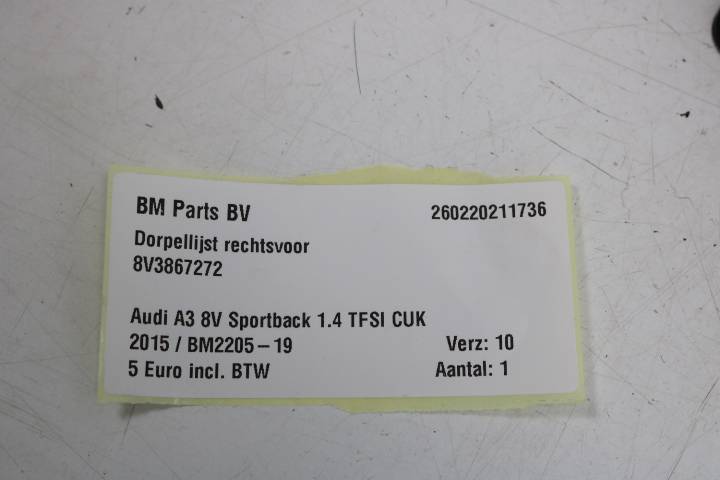 BM Parts BV 260220211736
Dorpellijst rechtsvoor
8V3867272
Audi A3 8V Sportback 1.4 TFSI CUK
2015 / BM2205-19 Verz: 10
5 Euro incl. BTW Aantal: 1